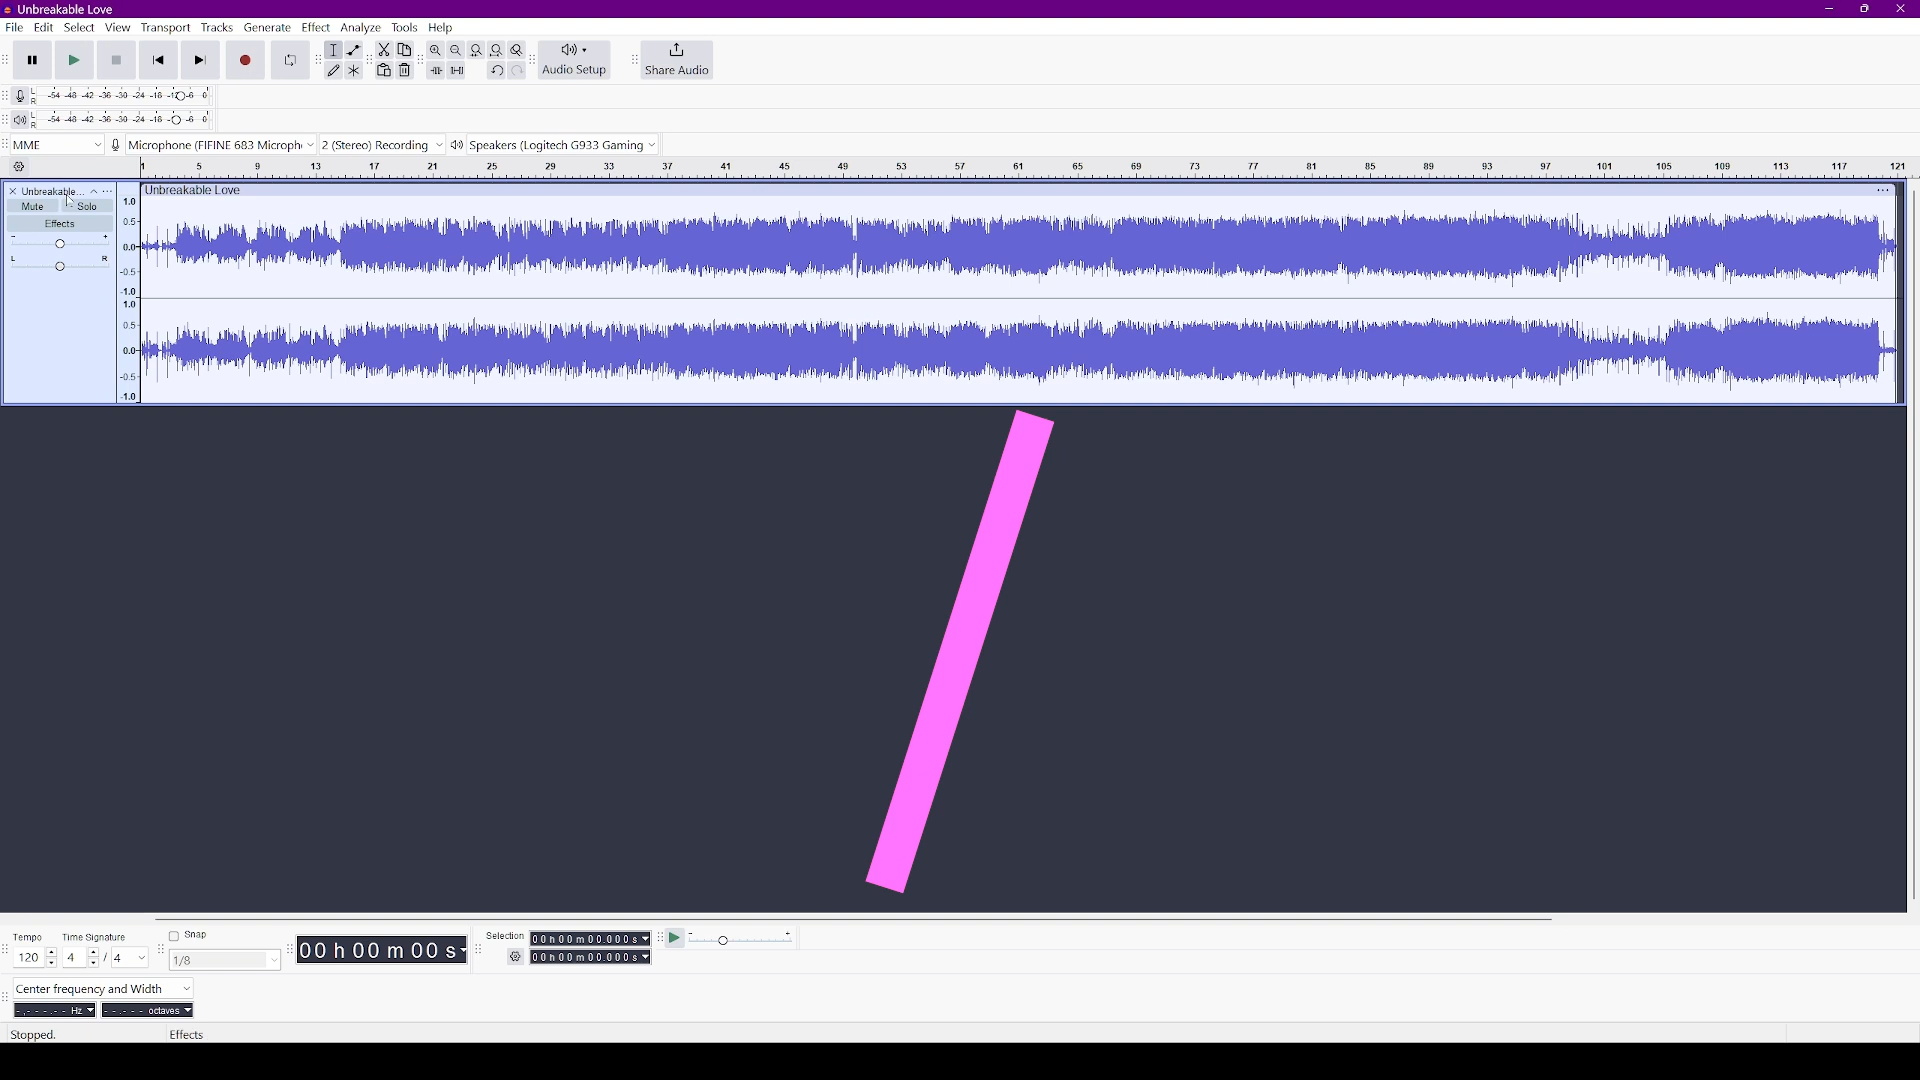 Unbreakable Love
File Edit Select View Transport Tracks Generate Effect Analyze Tools Help
Audio Setup
Share Audio
L R -54 -48 -42 -36 -30 -24 -18 -12 -6 0
L R -54 -48 -42 -36 -30 -24 -18 -6 0
MME Microphone (FIFINE 683 Microph 2 (Stereo) Recording Speakers (Logitech G933 Gaming
1 5 9 13 17 21 25 29 33 37 41 45 49 53 57 61 65 69 73 77 81 85 89 93 97 101 105 109 113 117 121
Unbreakable... ... Unbreakable Love ...
Mute Solo
Effects
- +
L R
1.0
0.5
0.0
-0.5
-1.0
1.0
0.5
0.0
-0.5
-1.0
Tempo Time Signature Snap
120 4 / 4 1/8
00 h 00 m 00 s
Selection 00 h 00 m 00.000 s
00 h 00 m 00.000 s
- +
Center frequency and Width
Hz octaves
Stopped. Effects